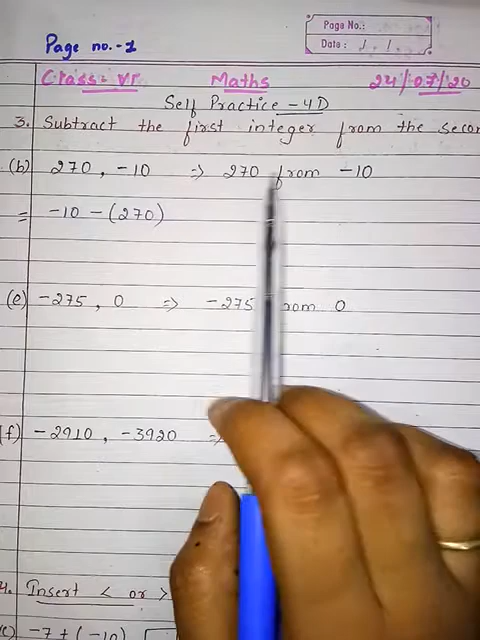 Page No.:
Date: / /
Page no.-1
Class:- VI Maths 24/07/20
Self Practice - 4D
3. Subtract the first integer from the secon
(b) 270, -10 ⇒ 270 from -10
= -10 - (270)
(e) -275, 0 ⇒ -275 from 0
(f) -2910, -3920 ⇒
4. Insert < or >
(c) -7 + (-10)